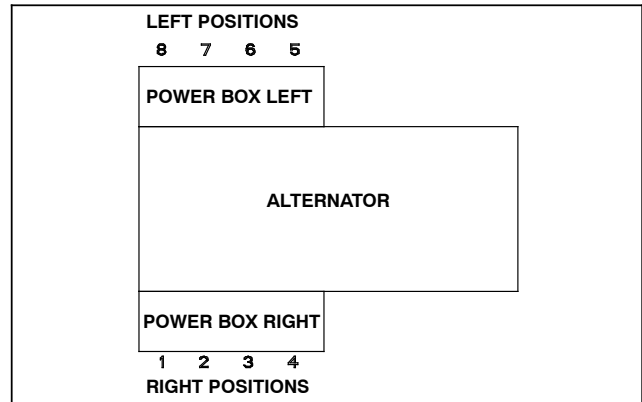 LEFT POSITIONS
8 7 6 5
POWER BOX LEFT
ALTERNATOR
POWER BOX RIGHT
1 2 3 4
RIGHT POSITIONS